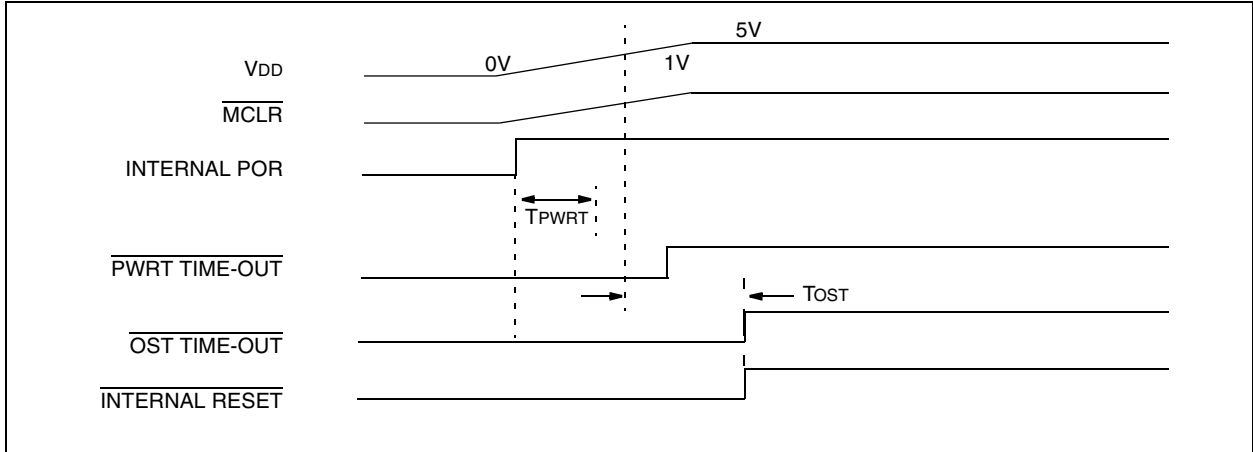 5V
VDD
0V
1V
MCLR
INTERNAL POR
TPWRT
PWRT TIME-OUT
TOST
OST TIME-OUT
INTERNAL RESET